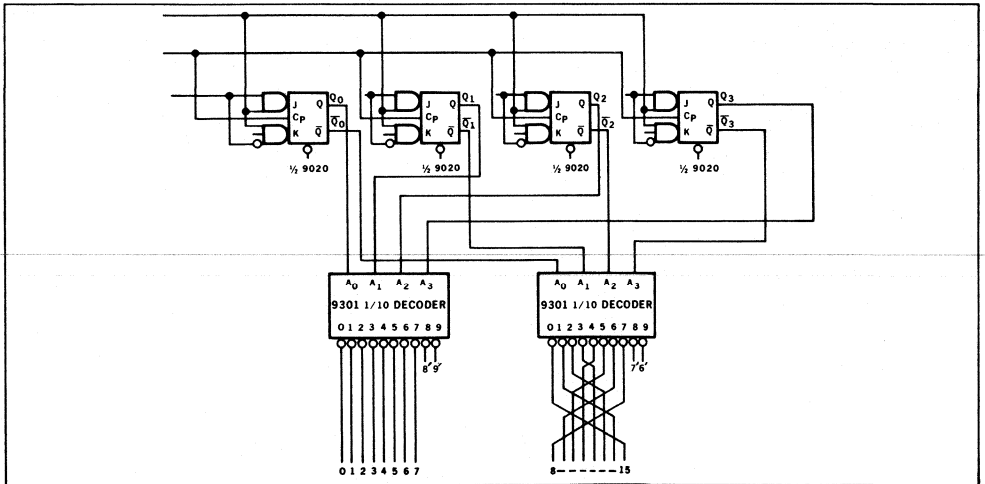 Q0 Q1 Q2 Q3
J Q J Q J Q J Q
CP CP CP CP
Q̅0 Q̅1 Q̅2 Q̅3
K Q̅ K Q̅ K Q̅ K Q̅
½ 9020 ½ 9020 ½ 9020 ½ 9020
A0 A1 A2 A3
9301 1/10 DECODER
0 1 2 3 4 5 6 7 8 9
8′ 9′
0 1 2 3 4 5 6 7
A0 A1 A2 A3
9301 1/10 DECODER
0 1 2 3 4 5 6 7 8 9
7′ 6′
8 – – – – – – 15